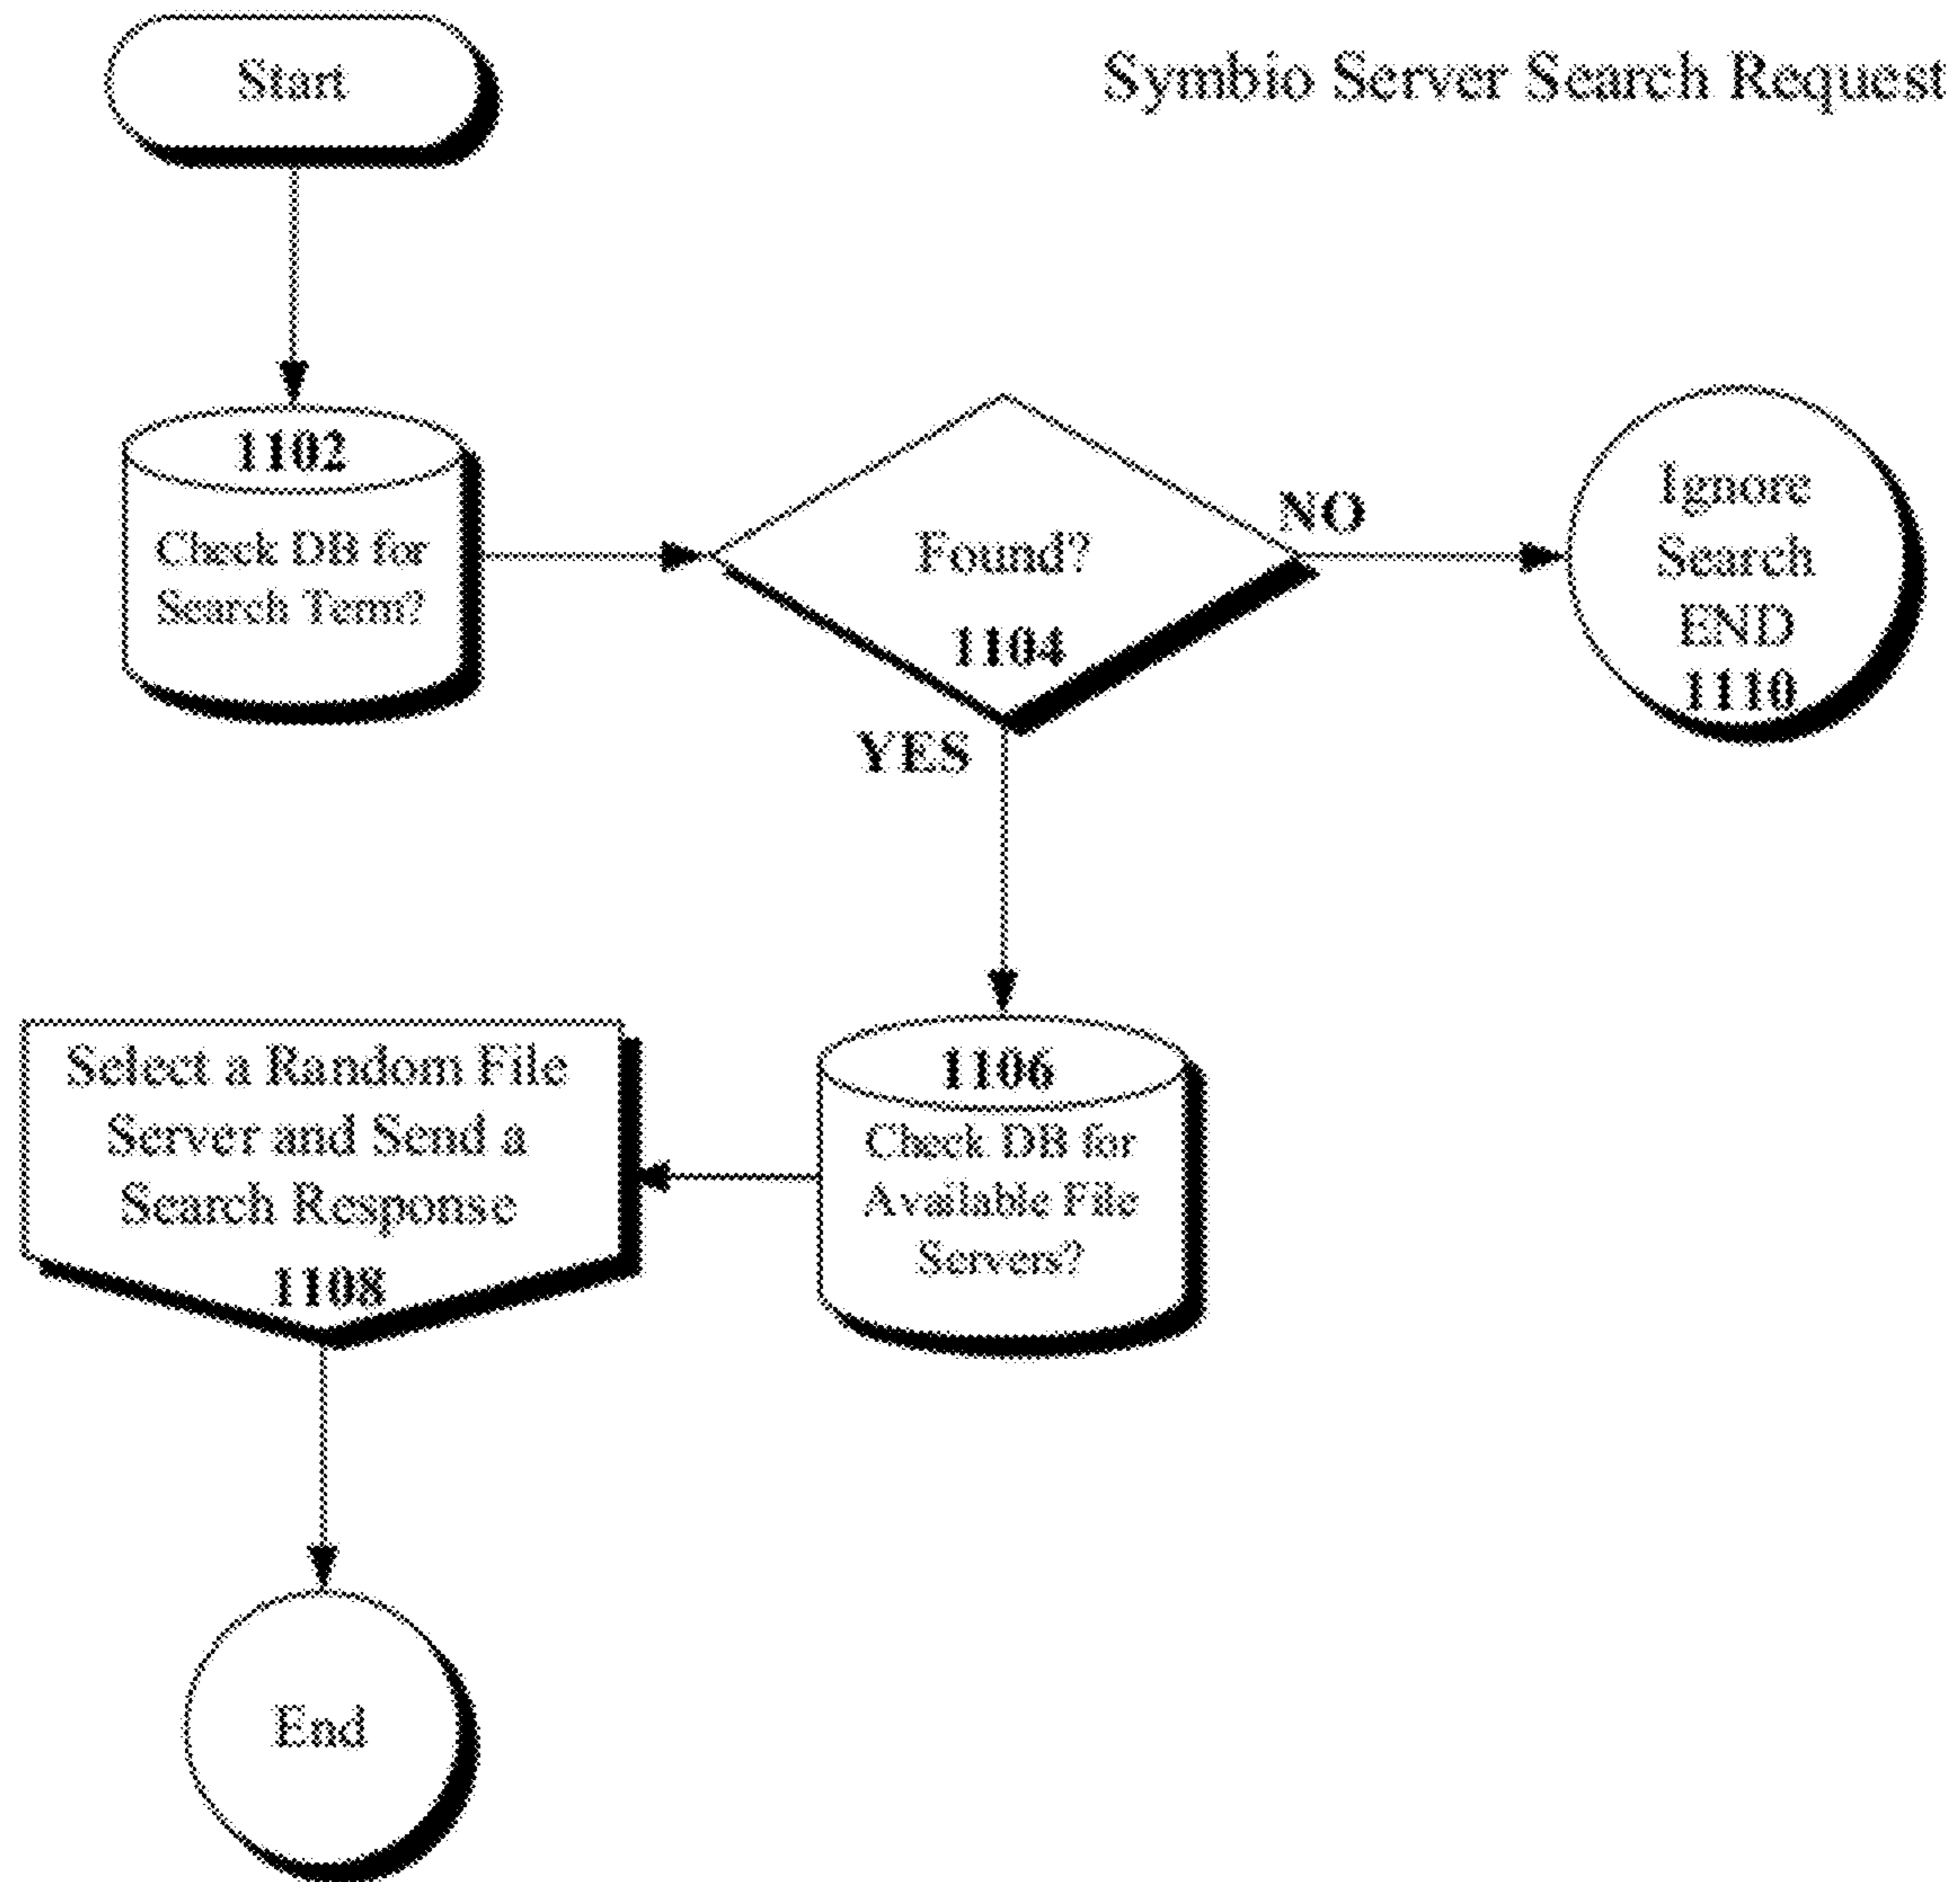 Start
Symbio Server Search Request
1102
Check DB for
Search Term?
Found?
1104
NO
YES
Ignore
Search
END
1110
1106
Check DB for
Available File
Servers?
Select a Random File
Server and Send a
Search Response
1108
End